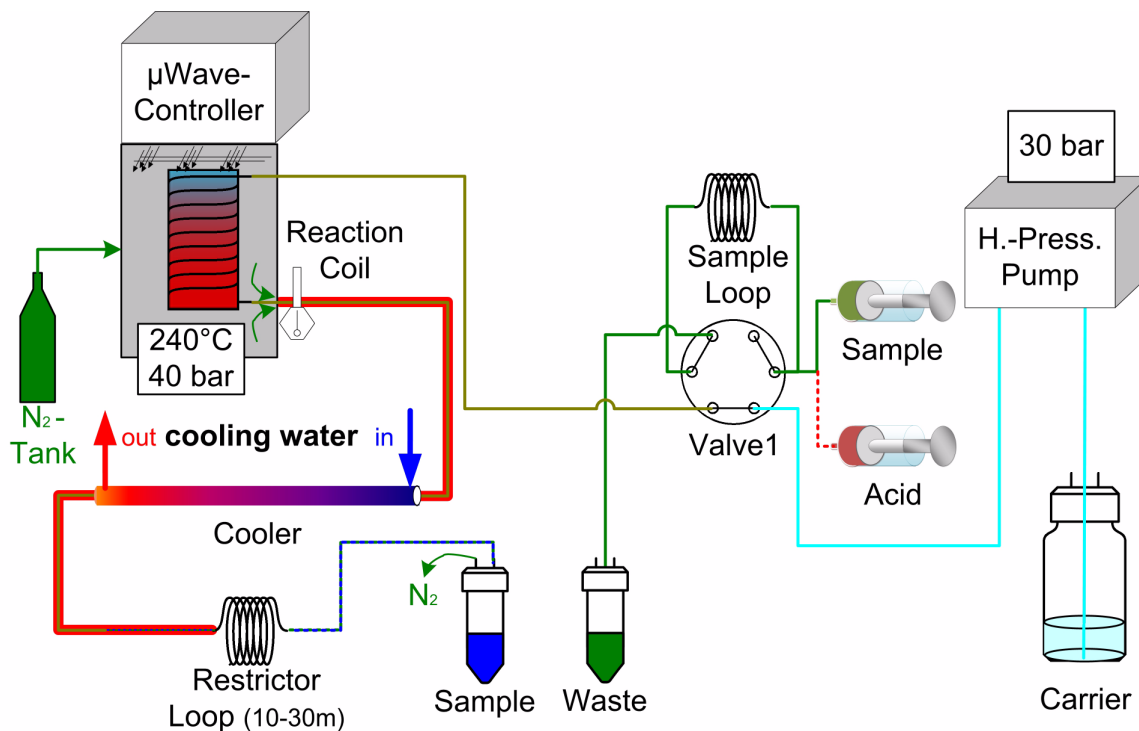 µWave-
Controller
30 bar
H.-Press.
Pump
Reaction
Coil
Sample
Loop
Sample
240°C
40 bar
N₂-
Tank
out cooling water in
Valve1
Acid
Cooler
N₂
Restrictor
Loop (10-30m)
Sample
Waste
Carrier